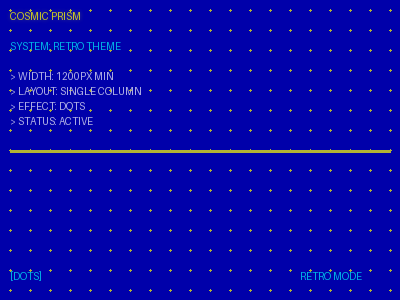 COSMIC PRISM
SYSTEM: RETRO THEME
> WIDTH: 1200PX MIN
> LAYOUT: SINGLE COLUMN
> EFFECT: DOTS
> STATUS: ACTIVE
[DOTS]
RETRO MODE